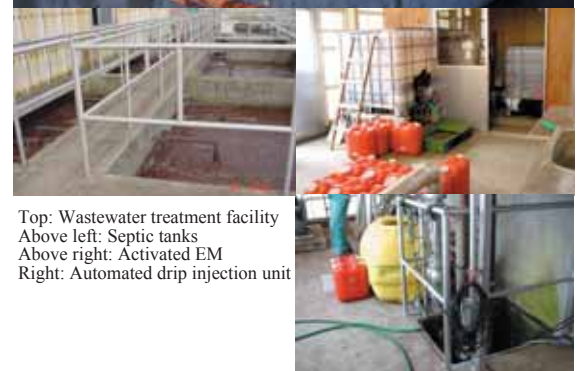 Top: Wastewater treatment facility
Above left: Septic tanks
Above right: Activated EM
Right: Automated drip injection unit